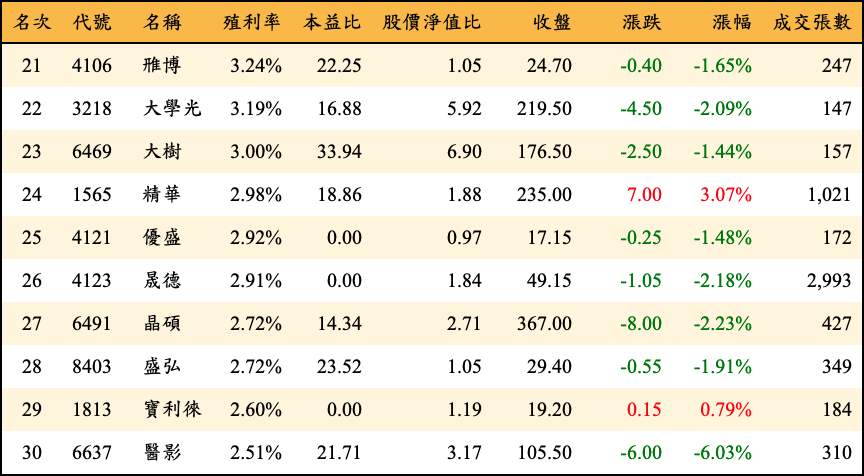 名次 代號 名稱 殖利率 本益比 股價淨值比 收盤 漲跌 漲幅 成交張數
21 4106 雃博 3.24% 22.25 1.05 24.70 -0.40 -1.65% 247
22 3218 大學光 3.19% 16.88 5.92 219.50 -4.50 -2.09% 147
23 6469 大樹 3.00% 33.94 6.90 176.50 -2.50 -1.44% 157
24 1565 精華 2.98% 18.86 1.88 235.00 7.00 3.07% 1,021
25 4121 優盛 2.92% 0.00 0.97 17.15 -0.25 -1.48% 172
26 4123 晟德 2.91% 0.00 1.84 49.15 -1.05 -2.18% 2,993
27 6491 晶碩 2.72% 14.34 2.71 367.00 -8.00 -2.23% 427
28 8403 盛弘 2.72% 23.52 1.05 29.40 -0.55 -1.91% 349
29 1813 寶利徠 2.60% 0.00 1.19 19.20 0.15 0.79% 184
30 6637 醫影 2.51% 21.71 3.17 105.50 -6.00 -6.03% 310